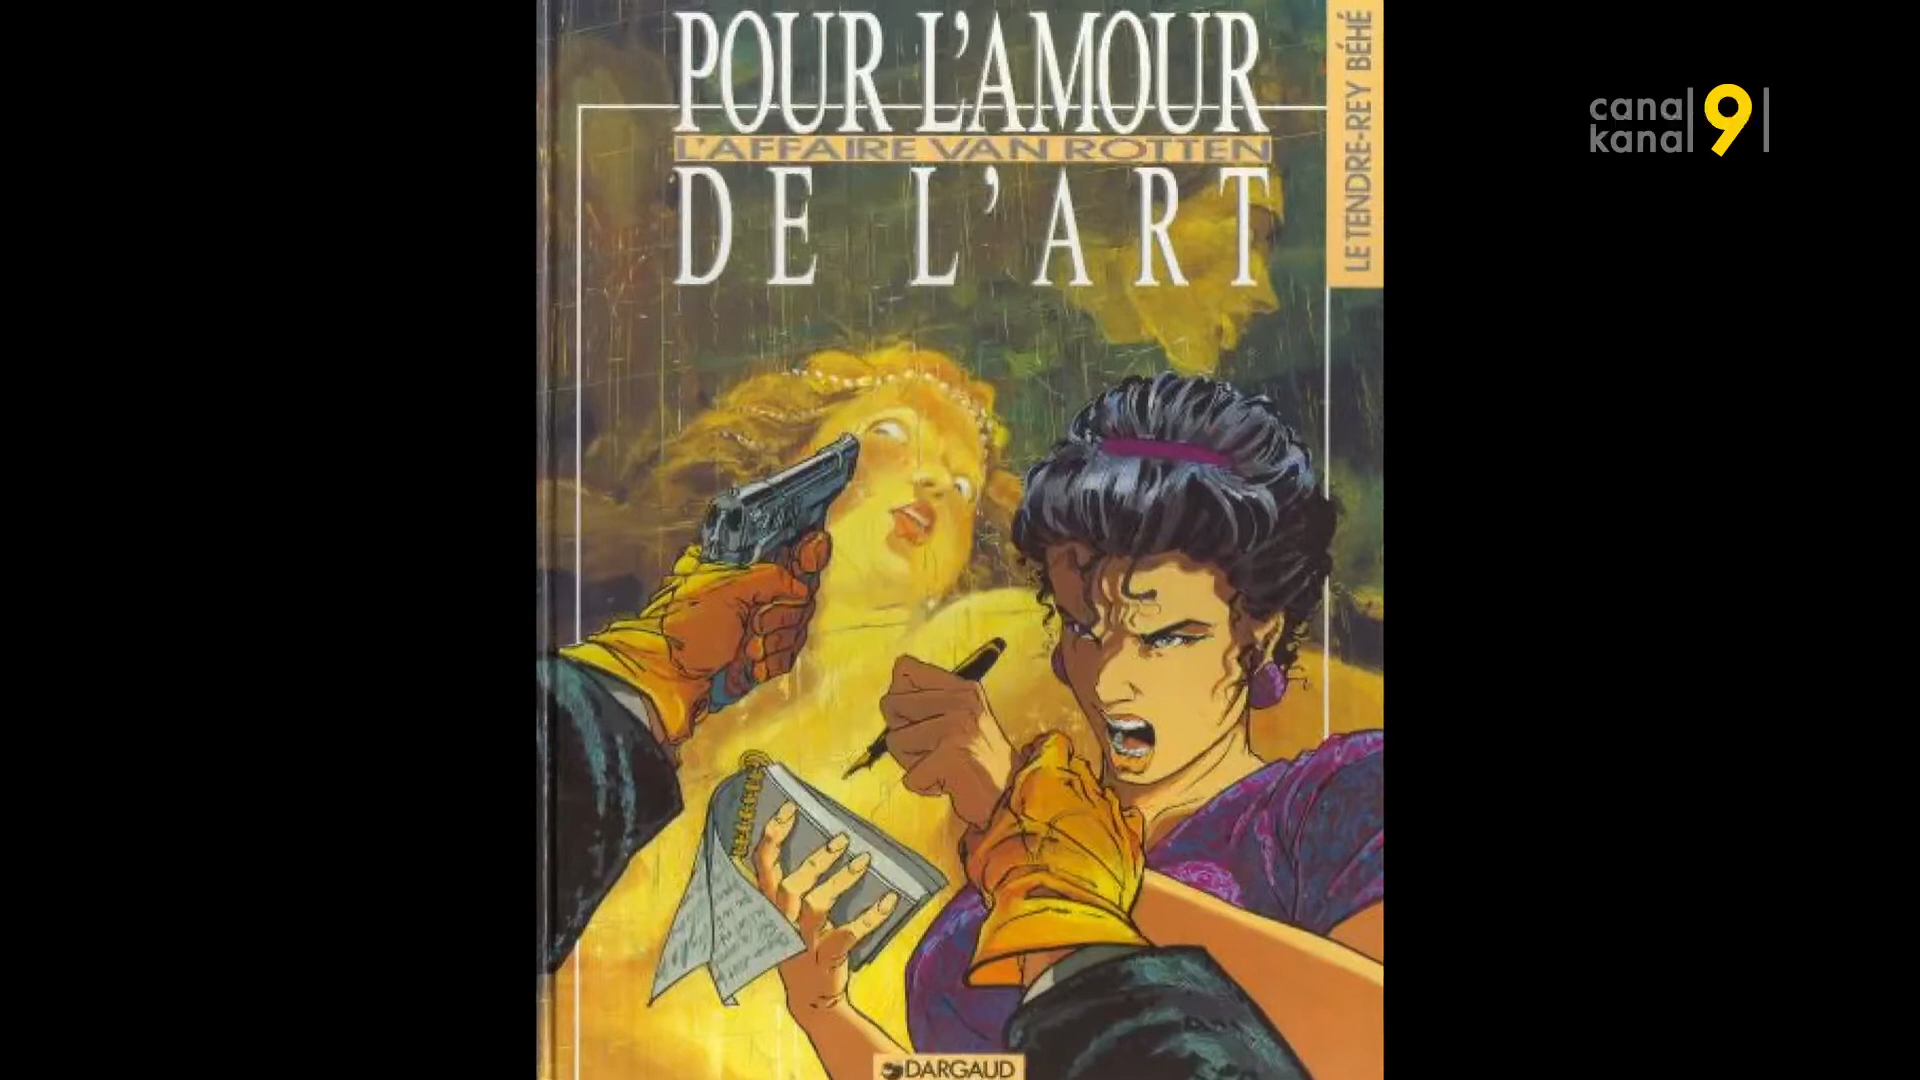 POUR L'AMOUR
L'AFFAIRE VAN ROTTEN
DE L'ART
LE TENDRE-REY BÉHÉ
canal 9
kanal
DARGAUD